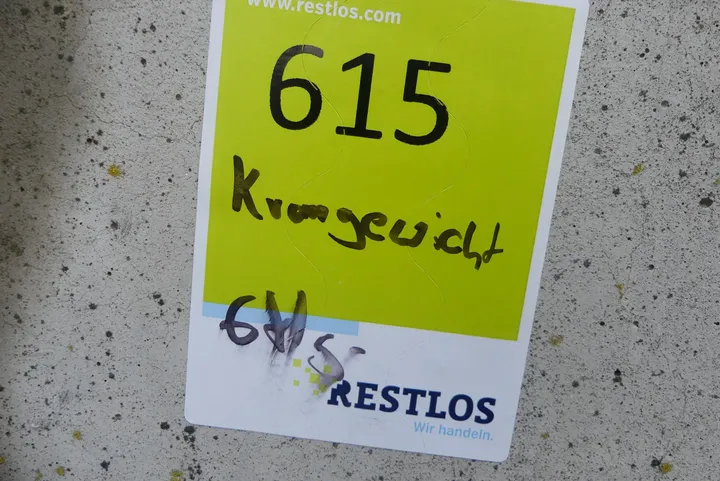 www.restlos.com
615
Krangewicht
RESTLOS
Wir handeln.